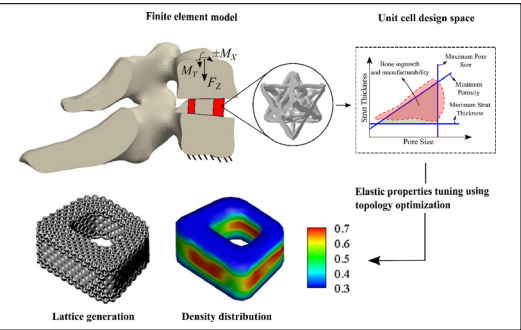 Finite element model
Unit cell design space
±M_X
M_Y
F_Z
Maximum Pore
Size
Bone ingrowth
and manufacturability
Minimum
Porosity
Minimum Strut
Thickness
Strut Thickness
Pore Size
Elastic properties tuning using
topology optimization
0.7
0.6
0.5
0.4
0.3
Lattice generation
Density distribution